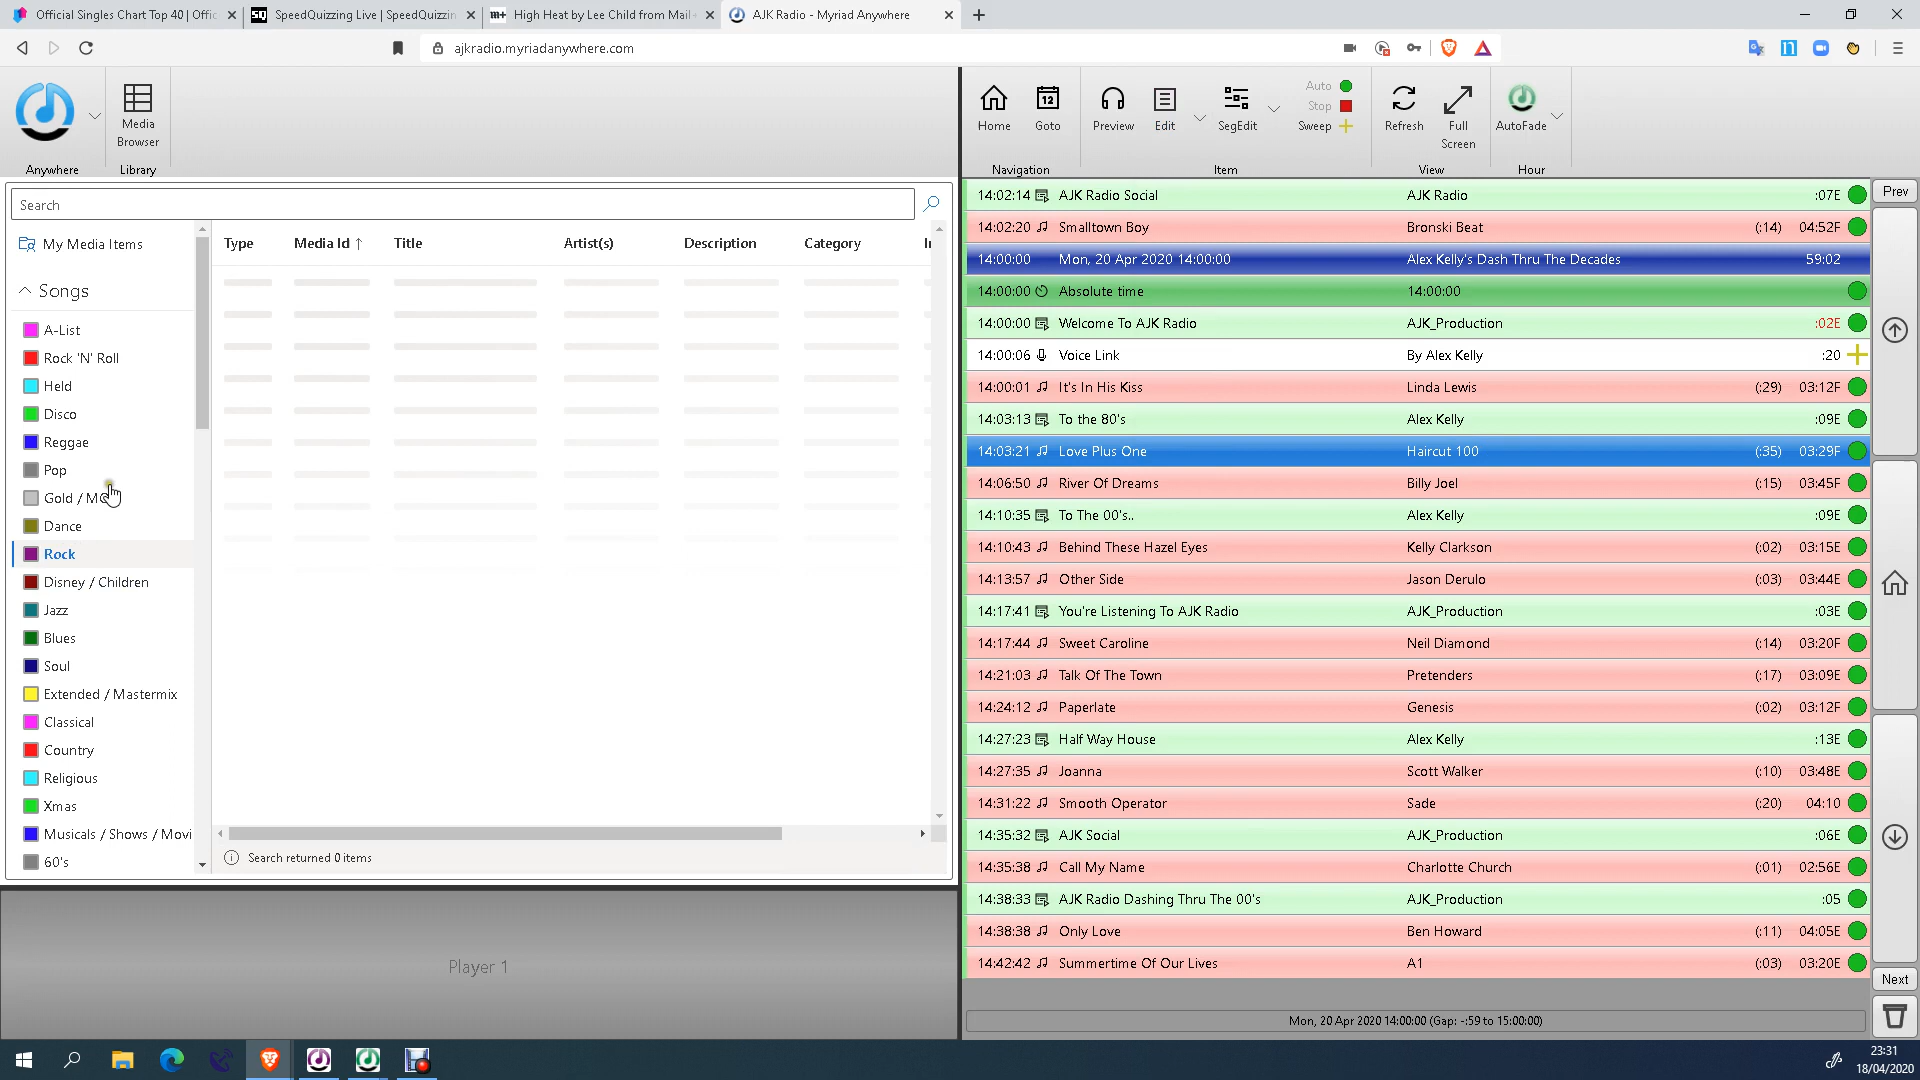 Official Singles Chart Top 40 | Offic
SpeedQuizzing Live | SpeedQuizzin
High Heat by Lee Child from Mail
AJK Radio - Myriad Anywhere
ajkradio.myriadanywhere.com
Media Browser
Anywhere
Library
Home
Goto
Preview
Edit
SegEdit
Auto
Stop
Sweep
Refresh
Full Screen
AutoFade
Navigation
Item
View
Hour
Search
My Media Items
Songs
A-List
Rock 'N' Roll
Held
Disco
Reggae
Pop
Gold /
Dance
Rock
Disney / Children
Jazz
Blues
Soul
Extended / Mastermix
Classical
Country
Religious
Xmas
Musicals / Shows / Movi
60's
Type Media Id ↑ Title Artist(s) Description Category
Search returned 0 items
Player 1
14:02:14 AJK Radio Social AJK Radio :07E
14:02:20 Smalltown Boy Bronski Beat (:14) 04:52F
14:00:00 Mon, 20 Apr 2020 14:00:00 Alex Kelly's Dash Thru The Decades 59:02
14:00:00 Absolute time 14:00:00
14:00:00 Welcome To AJK Radio AJK_Production :02E
14:00:06 Voice Link By Alex Kelly :20
14:00:01 It's In His Kiss Linda Lewis (:29) 03:12F
14:03:13 To the 80's Alex Kelly :09E
14:03:21 Love Plus One Haircut 100 (:35) 03:29F
14:06:50 River Of Dreams Billy Joel (:15) 03:45F
14:10:35 To The 00's.. Alex Kelly :09E
14:10:43 Behind These Hazel Eyes Kelly Clarkson (:02) 03:15E
14:13:57 Other Side Jason Derulo (:03) 03:44E
14:17:41 You're Listening To AJK Radio AJK_Production :03E
14:17:44 Sweet Caroline Neil Diamond (:14) 03:20F
14:21:03 Talk Of The Town Pretenders (:17) 03:09E
14:24:12 Paperlate Genesis (:02) 03:12F
14:27:23 Half Way House Alex Kelly :13E
14:27:35 Joanna Scott Walker (:10) 03:48E
14:31:22 Smooth Operator Sade (:20) 04:10
14:35:32 AJK Social AJK_Production :06E
14:35:38 Call My Name Charlotte Church (:01) 02:56E
14:38:33 AJK Radio Dashing Thru The 00's AJK_Production :05
14:38:38 Only Love Ben Howard (:11) 04:05E
14:42:42 Summertime Of Our Lives A1 (:03) 03:20E
Mon, 20 Apr 2020 14:00:00 (Gap: -:59 to 15:00:00)
Prev
Next
23:31
18/04/2020